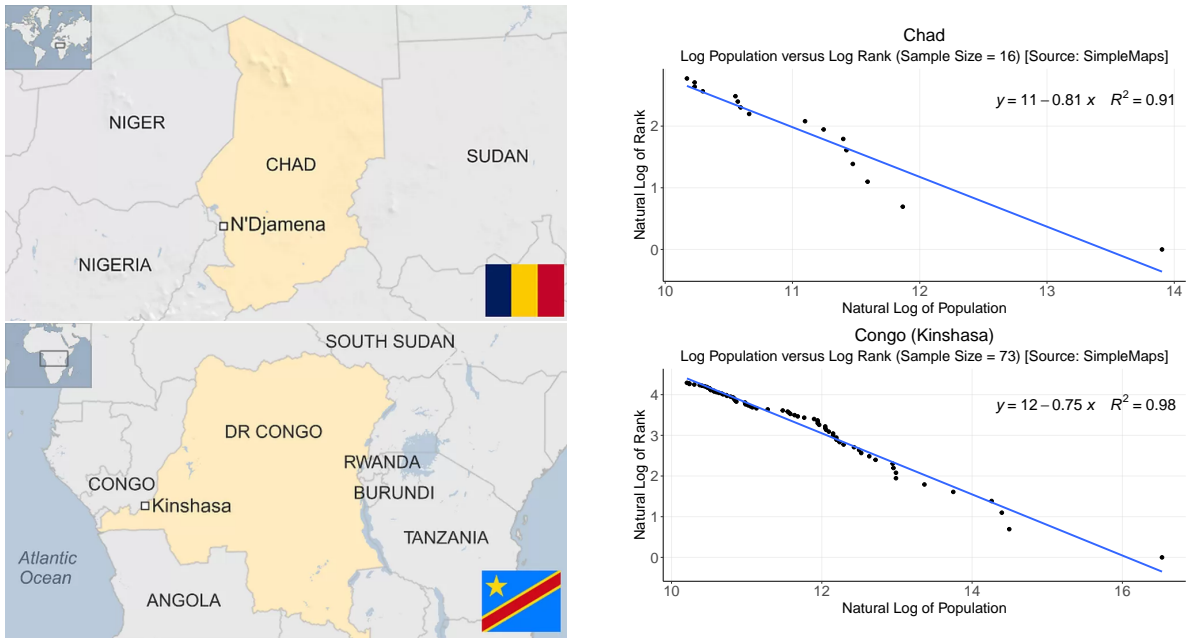 NIGER
CHAD
SUDAN
N'Djamena
NIGERIA
Chad
Log Population versus Log Rank (Sample Size = 16) [Source: SimpleMaps]
y = 11 − 0.81 x R² = 0.91
Natural Log of Rank
2
1
0
10 11 12 13 14
Natural Log of Population
SOUTH SUDAN
DR CONGO
RWANDA
CONGO
BURUNDI
Kinshasa
TANZANIA
Atlantic
Ocean
ANGOLA
Congo (Kinshasa)
Log Population versus Log Rank (Sample Size = 73) [Source: SimpleMaps]
y = 12 − 0.75 x R² = 0.98
Natural Log of Rank
4
3
2
1
0
10 12 14 16
Natural Log of Population